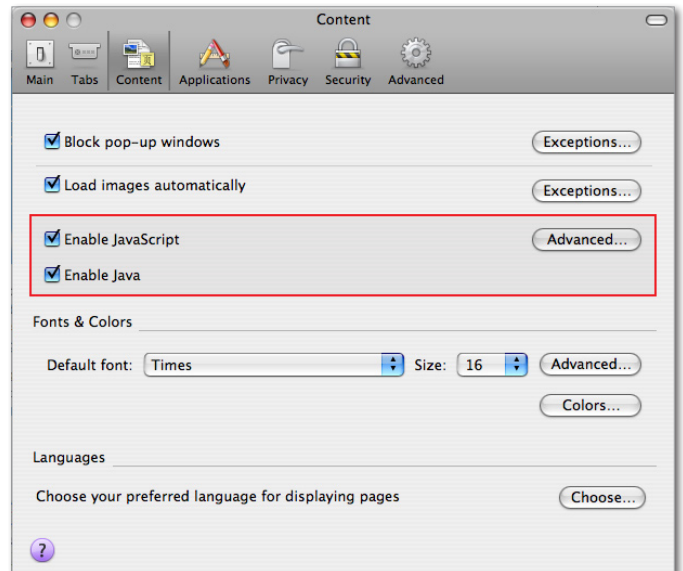 Content
Main Tabs Content Applications Privacy Security Advanced
Block pop-up windows Exceptions...
Load images automatically Exceptions...
Enable JavaScript Advanced...
Enable Java
Fonts & Colors
Default font: Times Size: 16 Advanced...
Colors...
Languages
Choose your preferred language for displaying pages Choose...
?